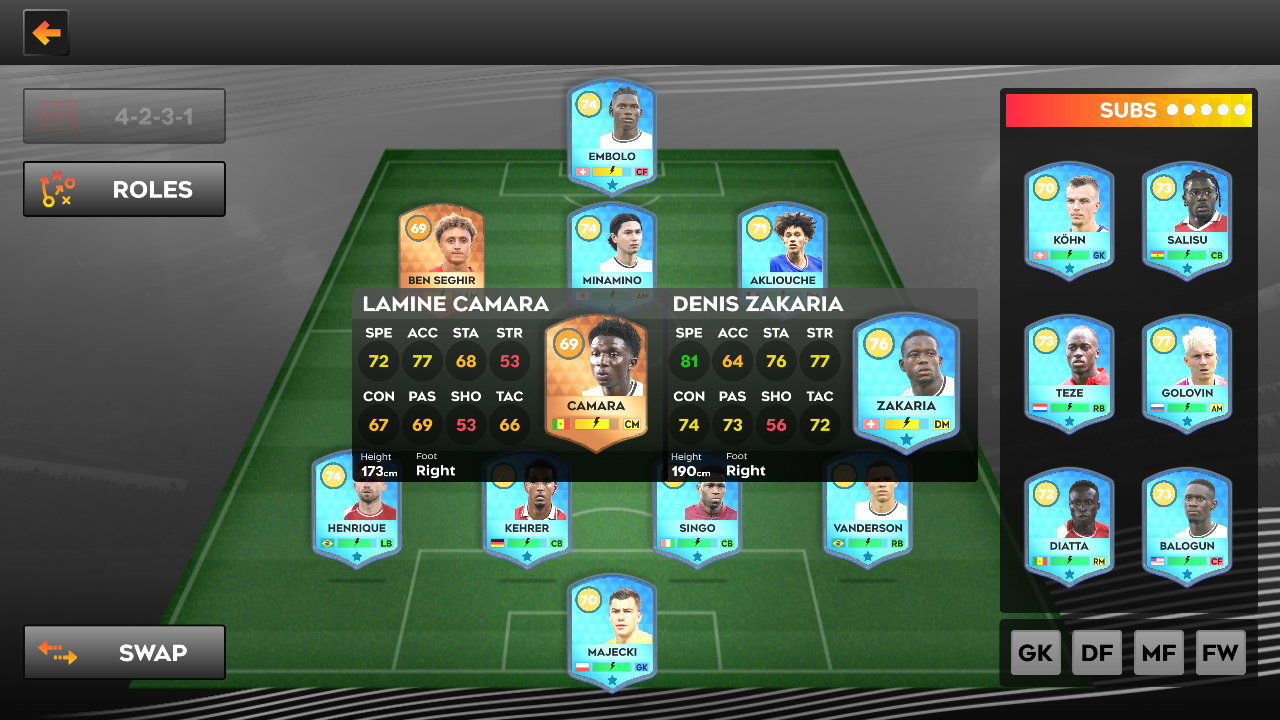 4-2-3-1
ROLES
SWAP
74
EMBOLO
CF
69
BEN SEGHIR
74
MINAMINO
AM
71
AKLIOUCHE
LAMINE CAMARA
SPE ACC STA STR
72 77 68 53
CON PAS SHO TAC
67 69 53 66
Height Foot
173cm Right
69
CAMARA
CM
DENIS ZAKARIA
SPE ACC STA STR
81 64 76 77
CON PAS SHO TAC
74 73 56 72
Height Foot
190cm Right
76
ZAKARIA
DM
74
HENRIQUE
LB
KEHRER
CB
SINGO
CB
VANDERSON
RB
70
MAJECKI
GK
SUBS
70
KÖHN
GK
73
SALISU
CB
73
TEZE
RB
77
GOLOVIN
AM
72
DIATTA
RM
73
BALOGUN
CF
GK DF MF FW